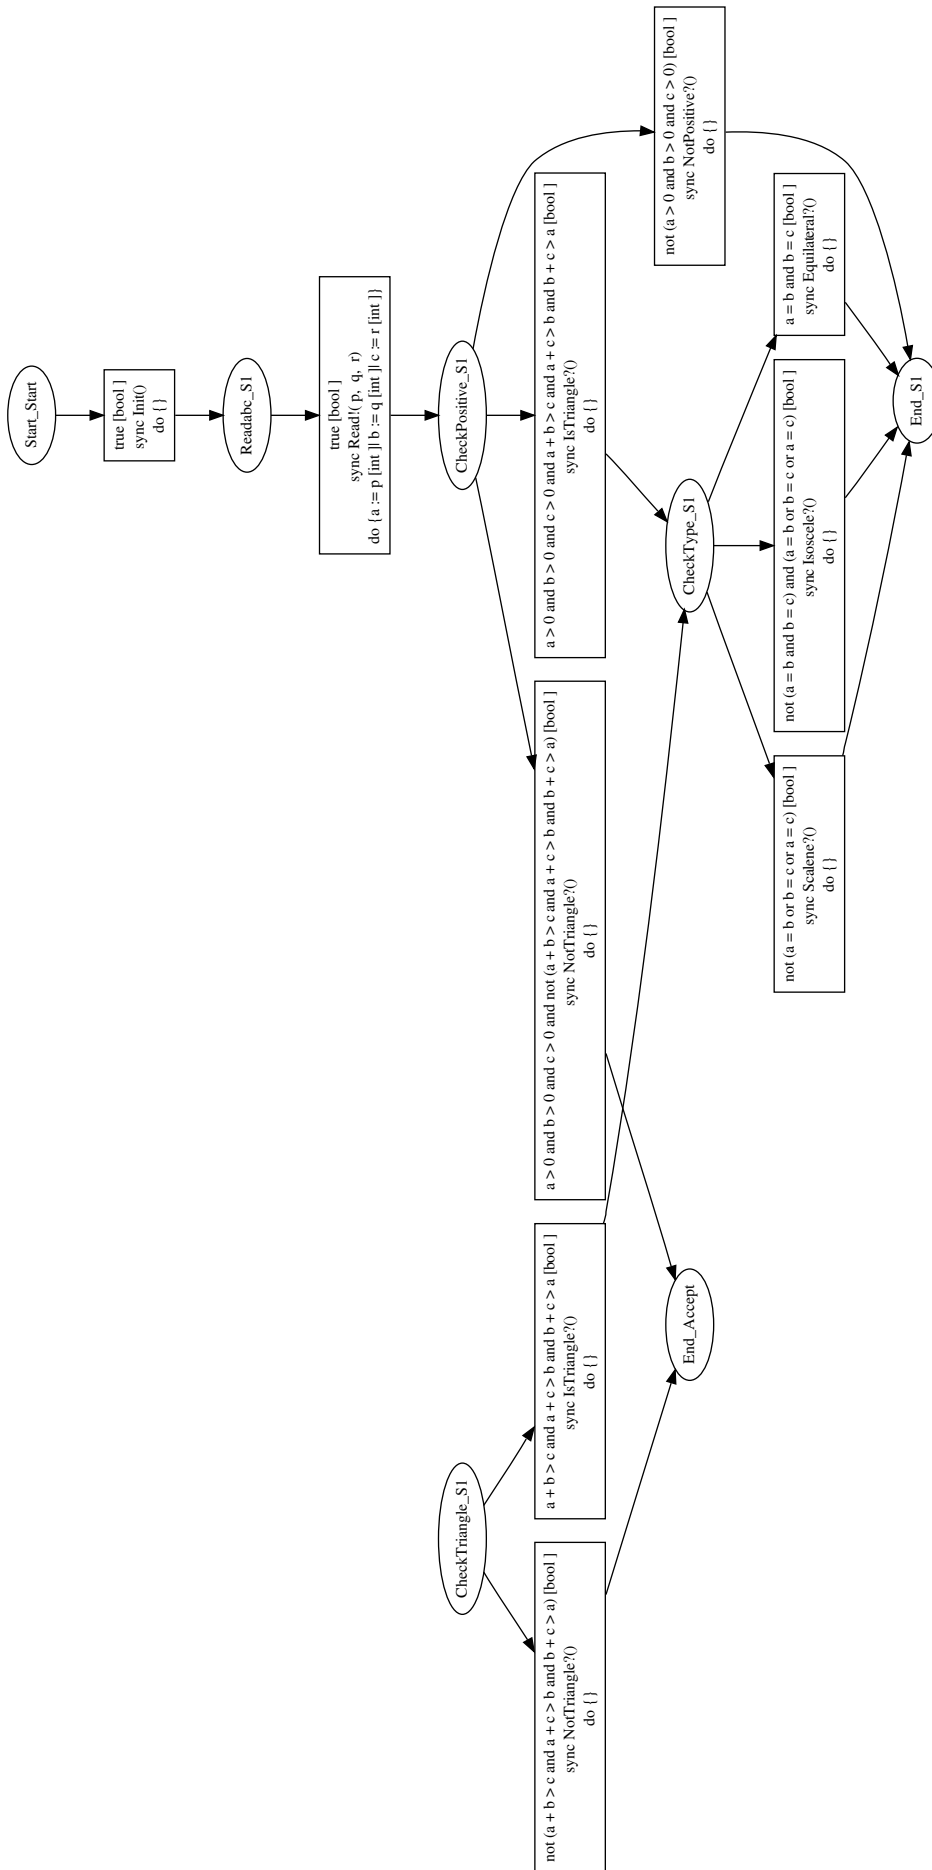 Start_Start
true [bool ]
sync Init()
do { }
Readabc_S1
true [bool ]
sync Read!( p,  q,  r)
do { a := p [int ]| b := q [int ]| c := r [int ]}
CheckPositive_S1
not (a > 0 and b > 0 and c > 0) [bool ]
sync NotPositive?()
do { }
a > 0 and b > 0 and c > 0 and a + b > c and a + c > b and b + c > a [bool ]
sync IsTriangle?()
do { }
a > 0 and b > 0 and c > 0 and not (a + b > c and a + c > b and b + c > a) [bool ]
sync NotTriangle?()
do { }
CheckTriangle_S1
a + b > c and a + c > b and b + c > a [bool ]
sync IsTriangle?()
do { }
not (a + b > c and a + c > b and b + c > a) [bool ]
sync NotTriangle?()
do { }
CheckType_S1
End_Accept
a = b and b = c [bool ]
sync Equilateral?()
do { }
not (a = b and b = c) and (a = b or b = c or a = c) [bool ]
sync Isoscele?()
do { }
not (a = b or b = c or a = c) [bool ]
sync Scalene?()
do { }
End_S1